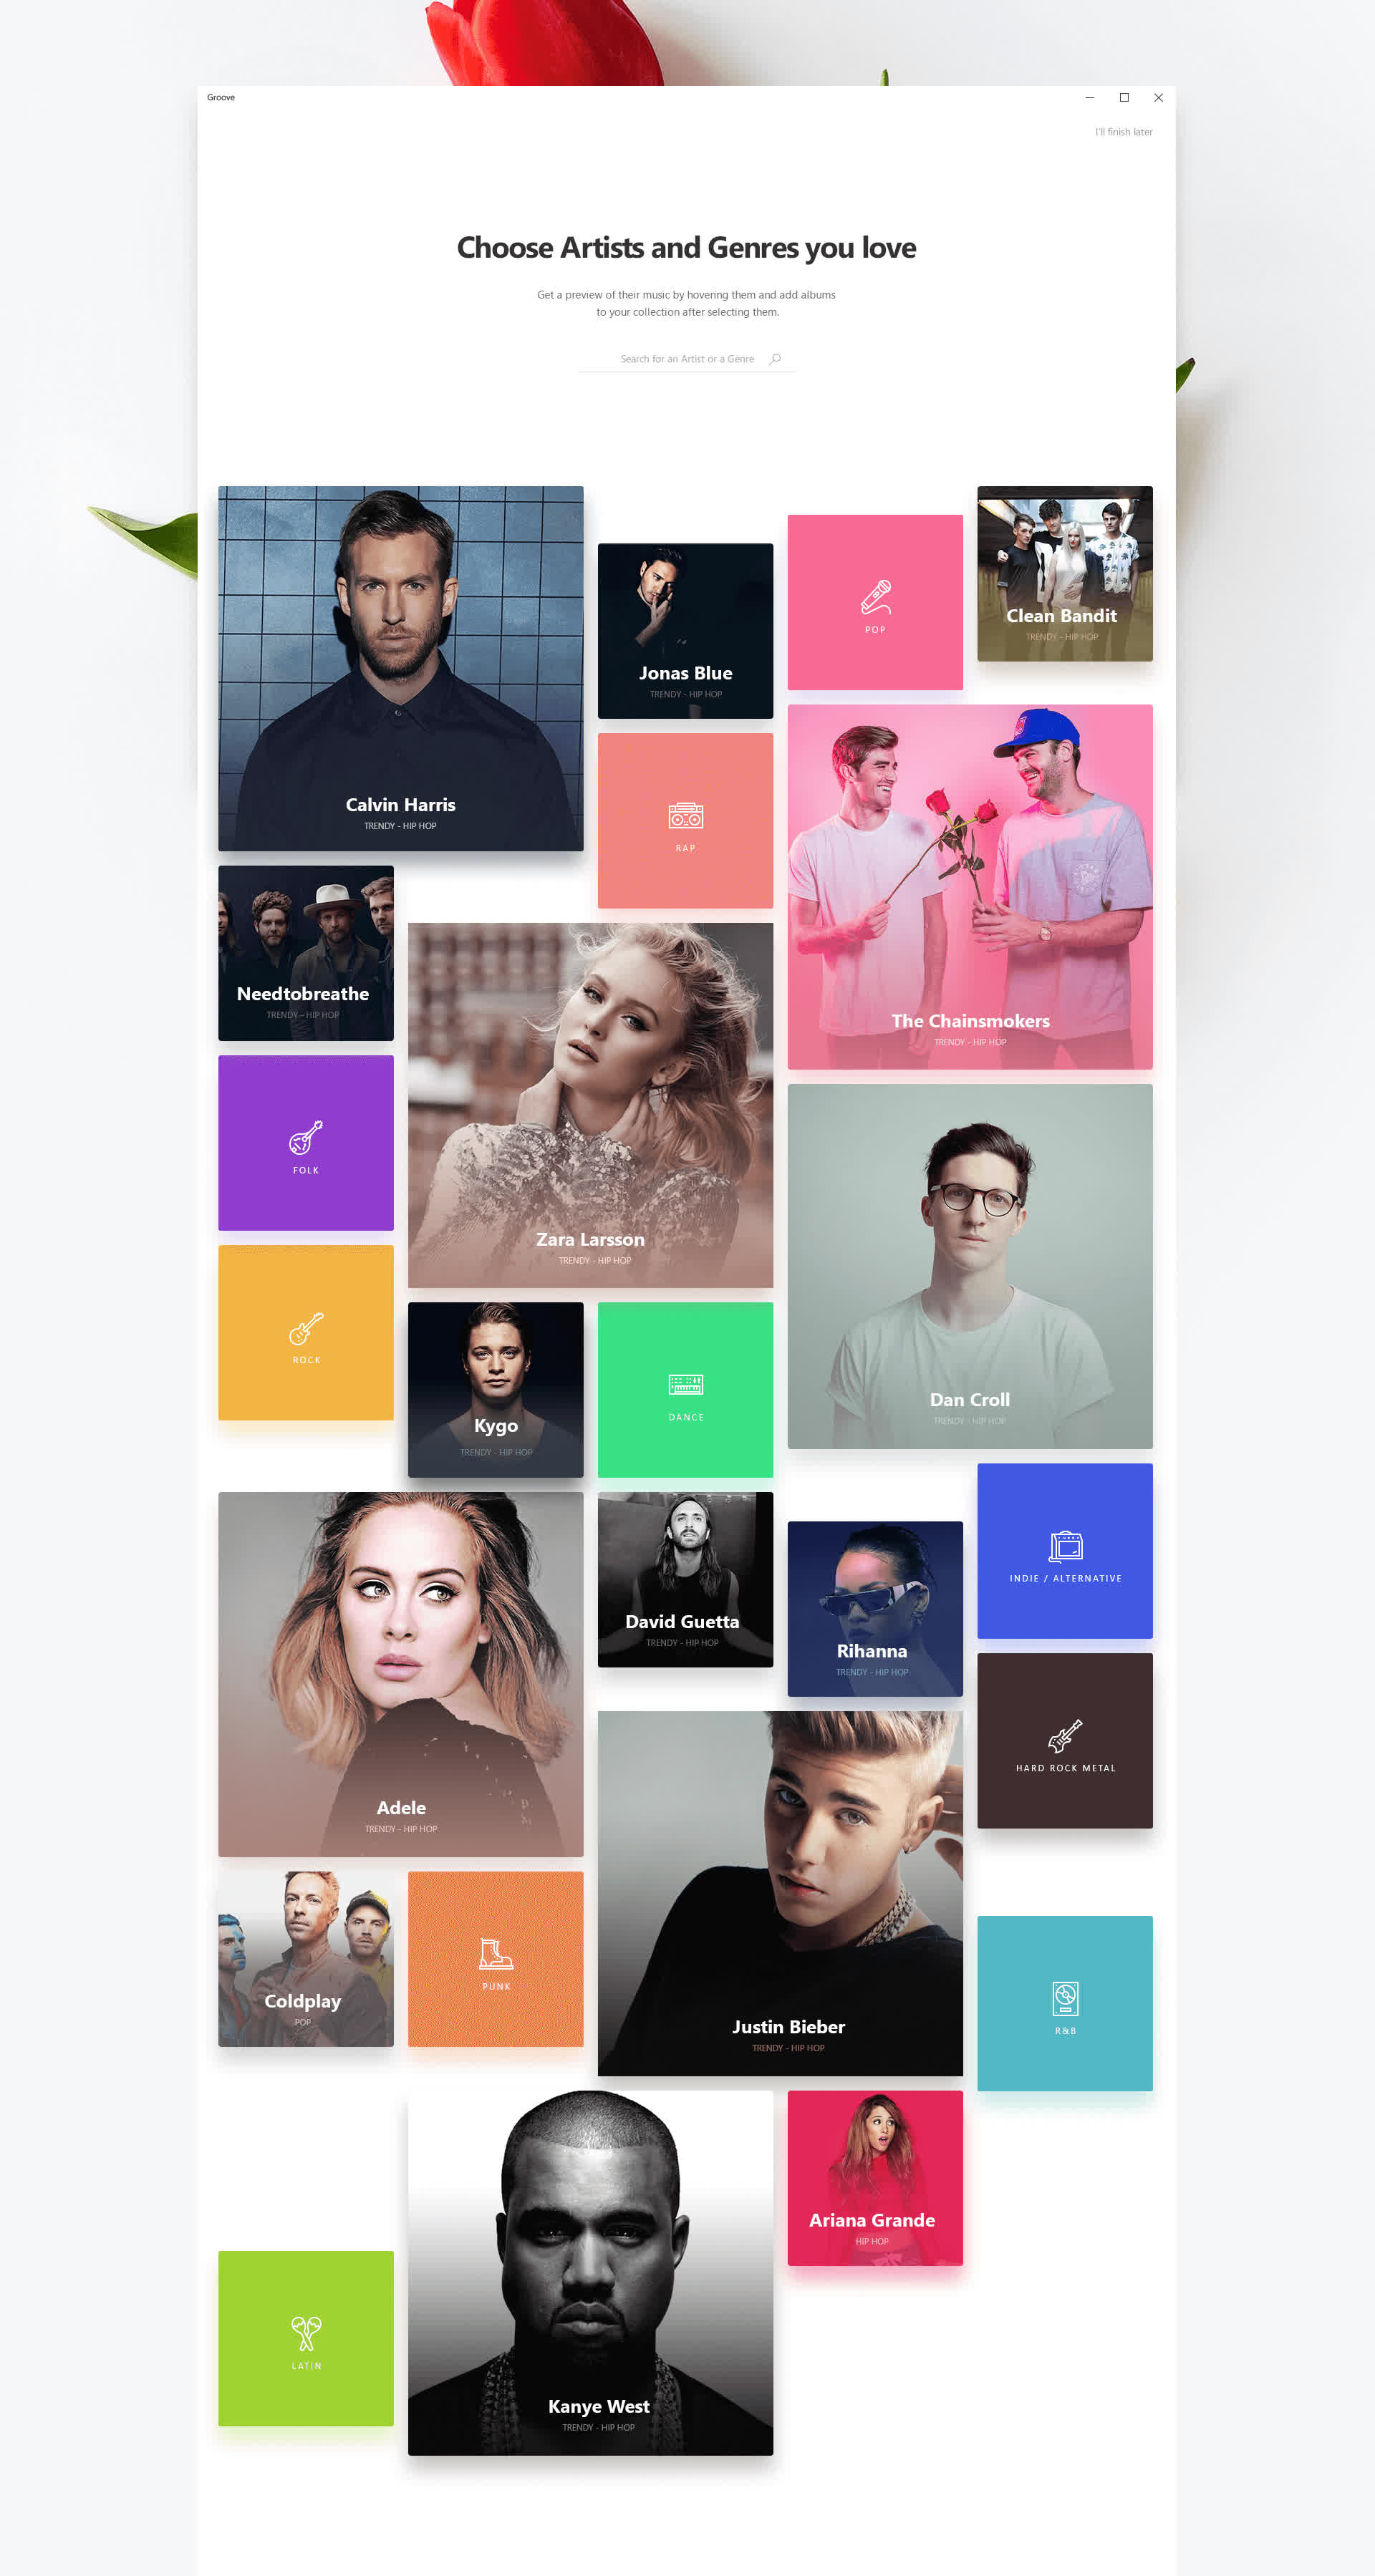 Groove
I'll finish later
Choose Artists and Genres you love
Get a preview of their music by hovering them and add albums
to your collection after selecting them.
Search for an Artist or a Genre
Calvin Harris
TRENDY - HIP HOP
Jonas Blue
TRENDY - HIP HOP
POP
Clean Bandit
TRENDY - HIP HOP
RAP
The Chainsmokers
TRENDY - HIP HOP
Needtobreathe
TRENDY - HIP HOP
FOLK
Zara Larsson
TRENDY - HIP HOP
ROCK
Kygo
TRENDY - HIP HOP
DANCE
Dan Croll
TRENDY - HIP HOP
Adele
TRENDY - HIP HOP
David Guetta
TRENDY - HIP HOP
Rihanna
TRENDY - HIP HOP
INDIE / ALTERNATIVE
HARD ROCK METAL
Coldplay
POP
PUNK
Justin Bieber
TRENDY - HIP HOP
R&B
LATIN
Kanye West
TRENDY - HIP HOP
Ariana Grande
HIP HOP